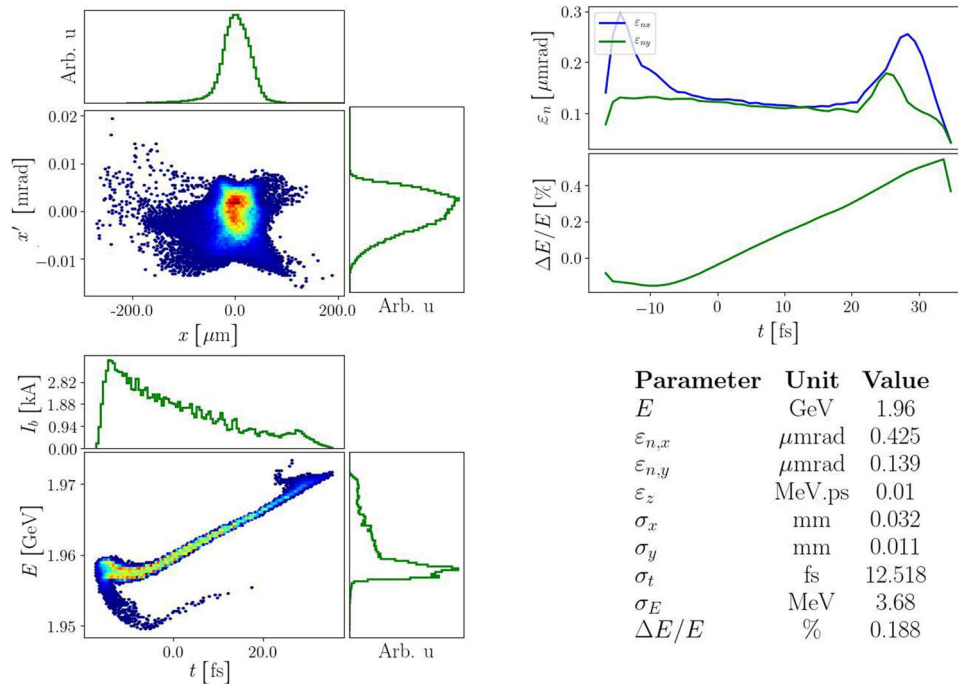 Arb. u
0.02
0.01
0.00
−0.01
x′ [mrad]
-200.0 0.0 200.0
x [μm]
Arb. u
2.82
1.88
0.94
0.00
I_b [kA]
1.97
1.96
1.95
E [GeV]
0.0 20.0
t [fs]
Arb. u
ε_nx
ε_ny
0.3
0.2
0.1
ε_n [μmrad]
0.4
0.2
0.0
ΔE/E [%]
−10 0 10 20 30
t [fs]
Parameter Unit Value
E GeV 1.96
ε_n,x μmrad 0.425
ε_n,y μmrad 0.139
ε_z MeV.ps 0.01
σ_x mm 0.032
σ_y mm 0.011
σ_t fs 12.518
σ_E MeV 3.68
ΔE/E % 0.188